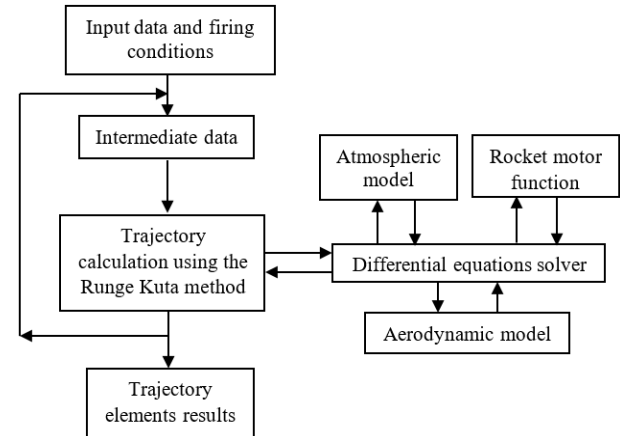 Input data and firing
conditions
Intermediate data
Atmospheric
model
Rocket motor
function
Trajectory
calculation using the
Runge Kuta method
Differential equations solver
Aerodynamic model
Trajectory
elements results